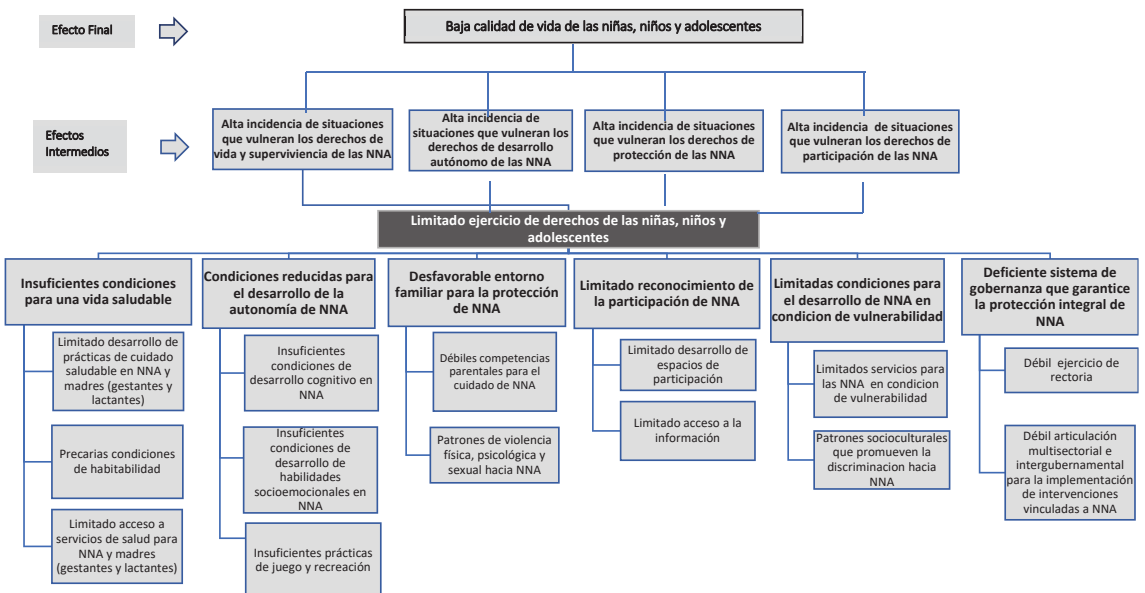 Efecto Final
Baja calidad de vida de las niñas, niños y adolescentes
Efectos
Intermedios
Alta incidencia de situaciones
que vulneran los derechos de
vida y superviviencia de las NNA
Alta incidencia de
situaciones que vulneran los
derechos de desarrollo
autónomo de las NNA
Alta incidencia de situaciones
que vulneran los derechos de
protección de las NNA
Alta incidencia de situaciones
que vulneran los derechos de
participación de las NNA
Limitado ejercicio de derechos de las niñas, niños y
adolescentes
Insuficientes condiciones
para una vida saludable
Limitado desarrollo de
prácticas de cuidado
saludable en NNA y
madres (gestantes y
lactantes)
Precarias condiciones
de habitabilidad
Limitado acceso a
servicios de salud para
NNA y madres
(gestantes y lactantes)
Condiciones reducidas para
el desarrollo de la
autonomía de NNA
Insuficientes
condiciones de
desarrollo cognitivo en
NNA
Insuficientes
condiciones de
desarrollo de
habilidades
socioemocionales en
NNA
Insuficientes prácticas
de juego y recreación
Desfavorable entorno
familiar para la protección
de NNA
Débiles competencias
parentales para el
cuidado de NNA
Patrones de violencia
física, psicológica y
sexual hacia NNA
Limitado reconocimiento de
la participación de NNA
Limitado desarrollo de
espacios de
participación
Limitado acceso a la
información
Limitadas condiciones para
el desarrollo de NNA en
condicion de vulnerabilidad
Limitados servicios para
las NNA en condicion
de vulnerabilidad
Patrones socioculturales
que promueven la
discriminacion hacia
NNA
Deficiente sistema de
gobernanza que garantice
la protección integral de
NNA
Débil ejercicio de
rectoria
Débil articulación
multisectorial e
intergubernamental
para la implementación
de intervenciones
vinculadas a NNA